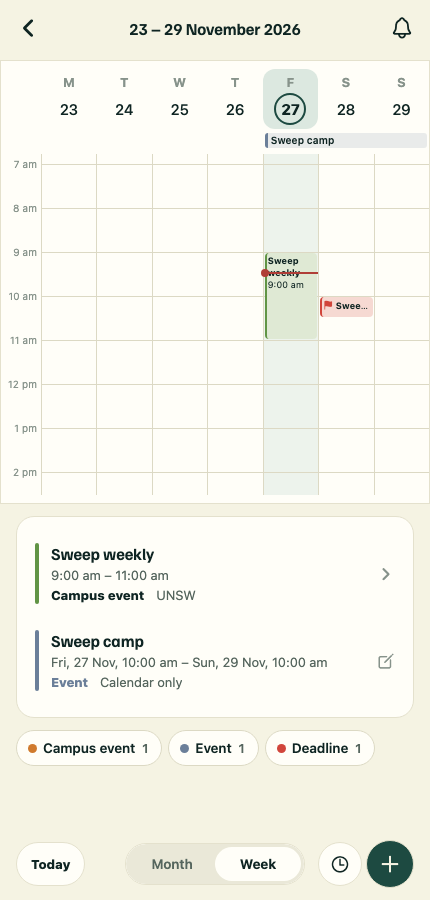 23 – 29 November 2026
M T W T F S S
23 24 25 26 27 28 29
Sweep camp
7 am
8 am
9 am
Sweep
weekly
9:00 am
10 am
Swee...
11 am
12 pm
1 pm
2 pm
Sweep weekly
9:00 am – 11:00 am
Campus event UNSW
Sweep camp
Fri, 27 Nov, 10:00 am – Sun, 29 Nov, 10:00 am
Event Calendar only
Campus event 1 Event 1 Deadline 1
Today Month Week